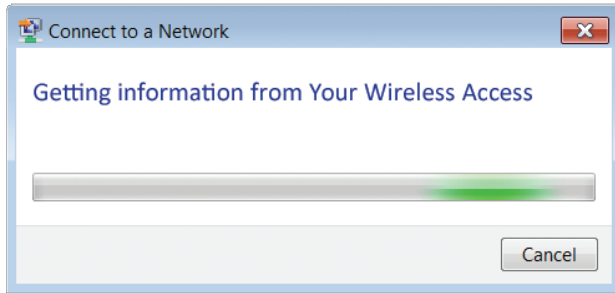 Connect to a Network
Getting information from Your Wireless Access
Cancel